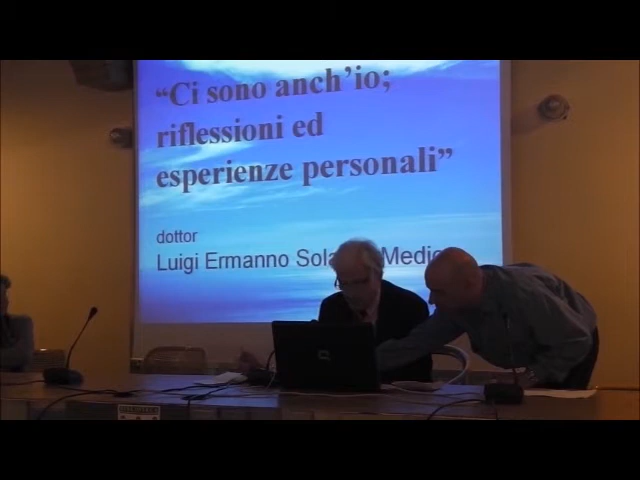 “Ci sono anch’io;
riflessioni ed
esperienze personali”
dottor
Luigi Ermanno